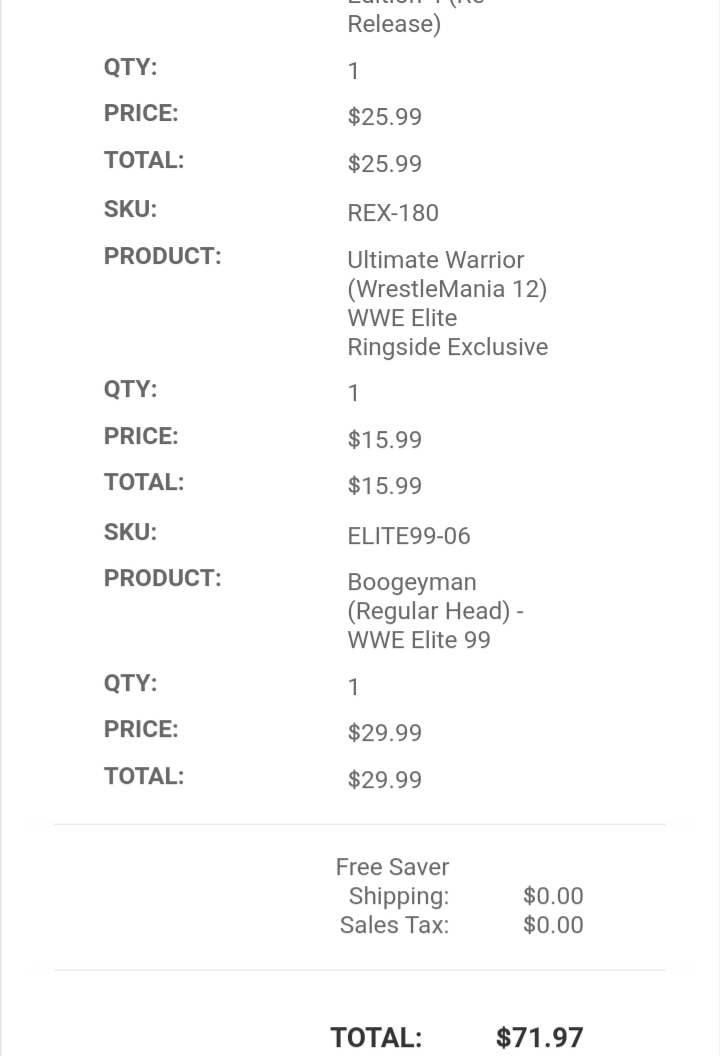 Release)
QTY: 1
PRICE: $25.99
TOTAL: $25.99
SKU: REX-180
PRODUCT: Ultimate Warrior
(WrestleMania 12)
WWE Elite
Ringside Exclusive
QTY: 1
PRICE: $15.99
TOTAL: $15.99
SKU: ELITE99-06
PRODUCT: Boogeyman
(Regular Head) -
WWE Elite 99
QTY: 1
PRICE: $29.99
TOTAL: $29.99
Free Saver
Shipping: $0.00
Sales Tax: $0.00
TOTAL: $71.97